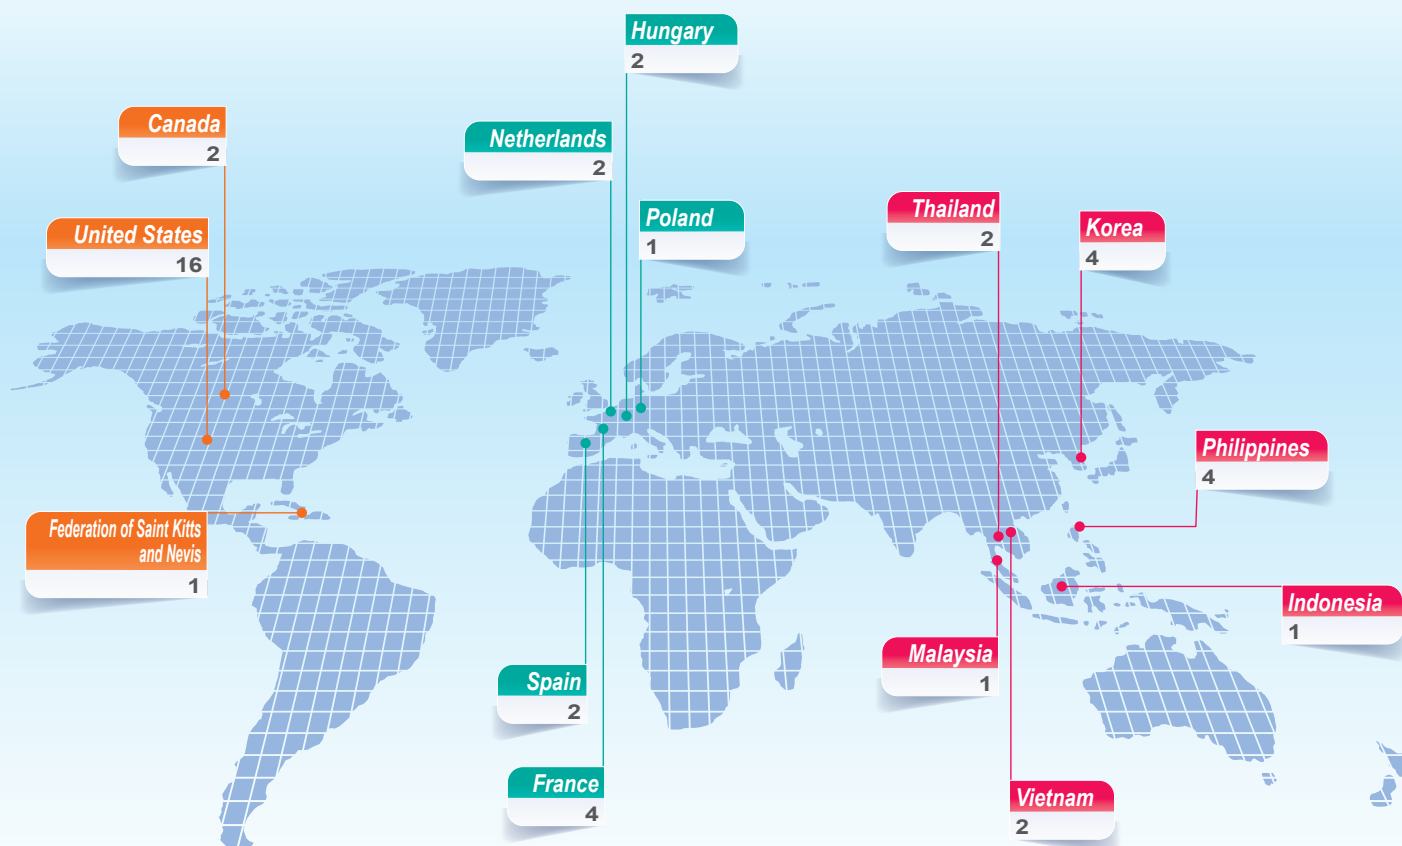 Hungary
2
Canada
2
Netherlands
2
Poland
1
Thailand
2
Korea
4
United States
16
Philippines
4
Federation of Saint Kitts
and Nevis
1
Indonesia
1
Malaysia
1
Spain
2
France
4
Vietnam
2